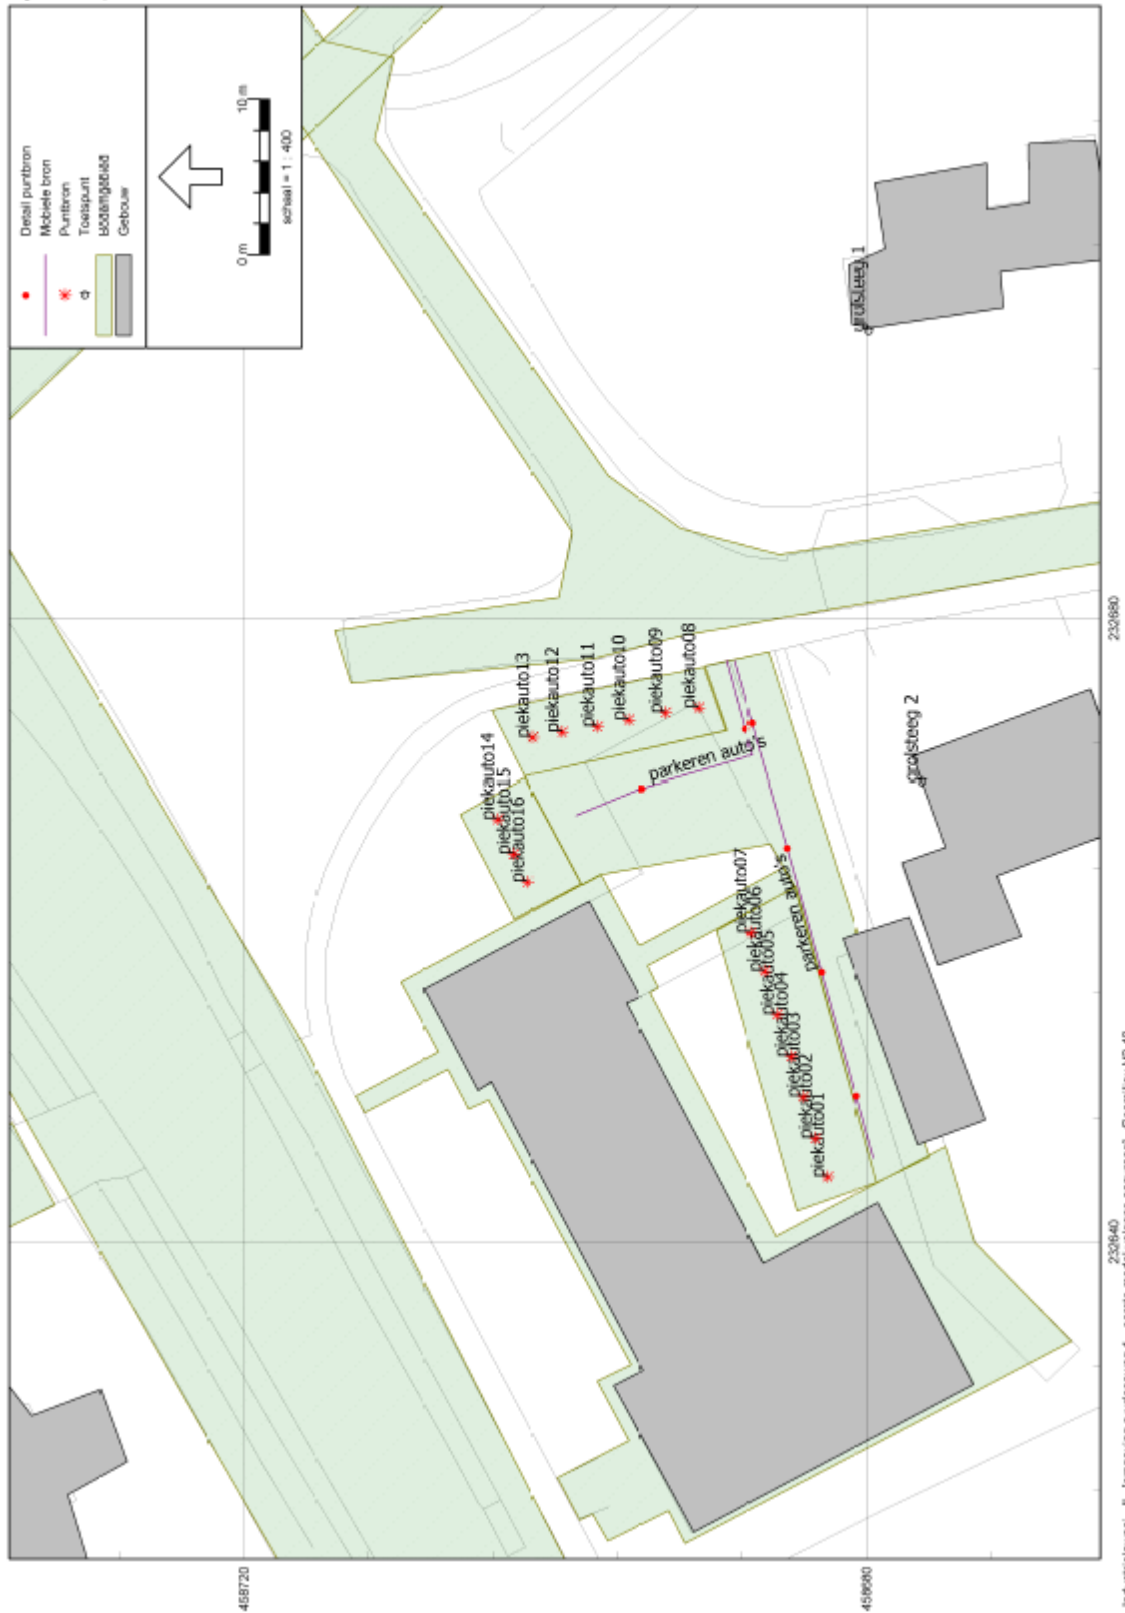 Detail puntbron
Mobiele bron
Puntbron
Toetspunt
Bodemgebied
Gebouw
0 m
10 m
schaal = 1 : 400
piekauto14
piekauto15
piekauto16
piekauto13
piekauto12
piekauto11
piekauto10
piekauto09
piekauto08
parkeren auto's
piekauto07
piekauto06
piekauto05
piekauto04
piekauto03
piekauto02
piekauto01
parkeren auto's
grolsteeg 1
grolsteeg 2
458720
458680
232640
232680